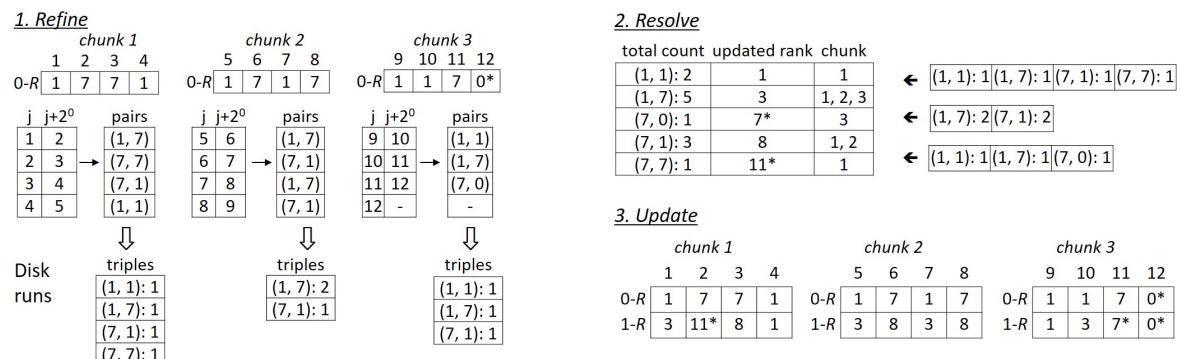 1. Refine
chunk 1
1 2 3 4
0-R 1 7 7 1
j j+2⁰ pairs
1 2 → (1, 7)
2 3 (7, 7)
3 4 (7, 1)
4 5 (1, 1)
triples
(1, 1): 1
(1, 7): 1
(7, 1): 1
(7, 7): 1
chunk 2
5 6 7 8
0-R 1 7 1 7
j j+2⁰ pairs
5 6 → (1, 7)
6 7 (7, 1)
7 8 (1, 7)
8 9 (7, 1)
triples
(1, 7): 2
(7, 1): 1
chunk 3
9 10 11 12
0-R 1 1 7 0*
j j+2⁰ pairs
9 10 → (1, 1)
10 11 (1, 7)
11 12 (7, 0)
12 - -
triples
(1, 1): 1
(1, 7): 1
(7, 1): 1
Disk
runs
2. Resolve
total count updated rank chunk
(1, 1): 2 1 1
(1, 7): 5 3 1, 2, 3
(7, 0): 1 7* 3
(7, 1): 3 8 1, 2
(7, 7): 1 11* 1
← (1, 1): 1 (1, 7): 1 (7, 1): 1 (7, 7): 1
← (1, 7): 2 (7, 1): 2
← (1, 1): 1 (1, 7): 1 (7, 0): 1
3. Update
chunk 1
1 2 3 4
0-R 1 7 7 1
1-R 3 11* 8 1
chunk 2
5 6 7 8
0-R 1 7 1 7
1-R 3 8 3 8
chunk 3
9 10 11 12
0-R 1 1 7 0*
1-R 1 3 7* 0*